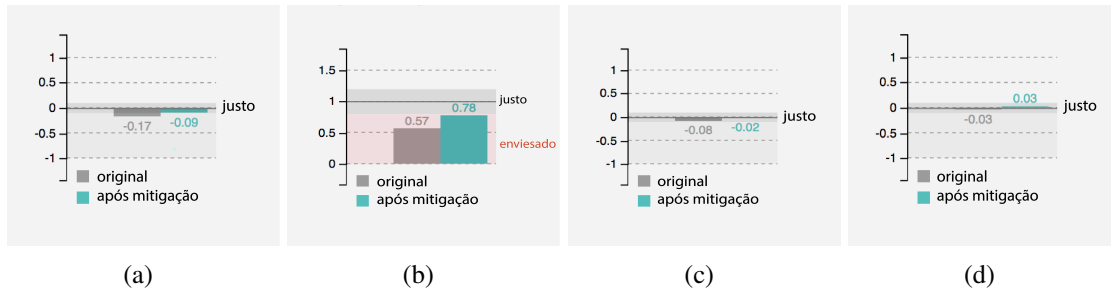 1
0.5
0
-0.5
-1
justo
-0.17
-0.09
original
após mitigação
(a)
1.5
1
0.5
0
justo
0.57
0.78
enviesado
original
após mitigação
(b)
1
0.5
0
-0.5
-1
justo
-0.08
-0.02
original
após mitigação
(c)
1
0.5
0
-0.5
-1
0.03
justo
-0.03
original
após mitigação
(d)